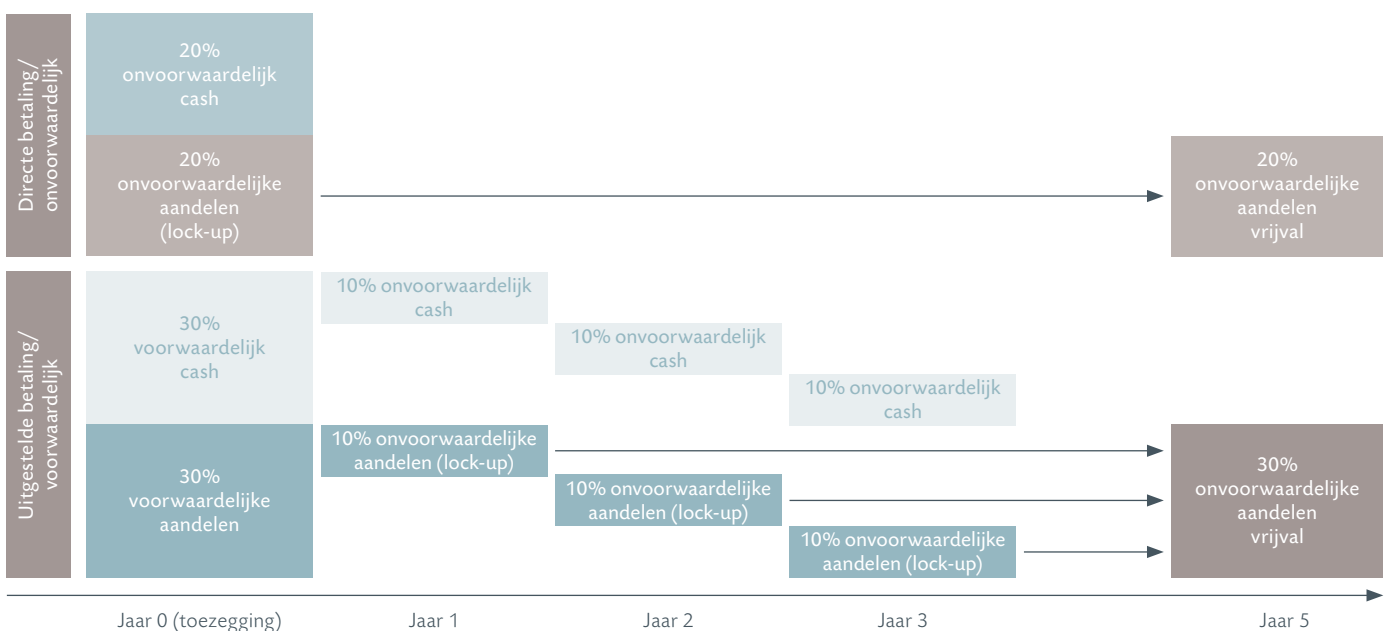 Directe betaling/
onvoorwaardelijk
20%
onvoorwaardelijk
cash
20%
onvoorwaardelijke
aandelen
(lock-up)
20%
onvoorwaardelijke
aandelen
vrijval
Uitgestelde betaling/
voorwaardelijk
30%
voorwaardelijk
cash
10% onvoorwaardelijk
cash
10% onvoorwaardelijk
cash
10% onvoorwaardelijk
cash
30%
voorwaardelijke
aandelen
10% onvoorwaardelijke
aandelen (lock-up)
10% onvoorwaardelijke
aandelen (lock-up)
10% onvoorwaardelijke
aandelen (lock-up)
30%
onvoorwaardelijke
aandelen
vrijval
Jaar 0 (toezegging)
Jaar 1
Jaar 2
Jaar 3
Jaar 5